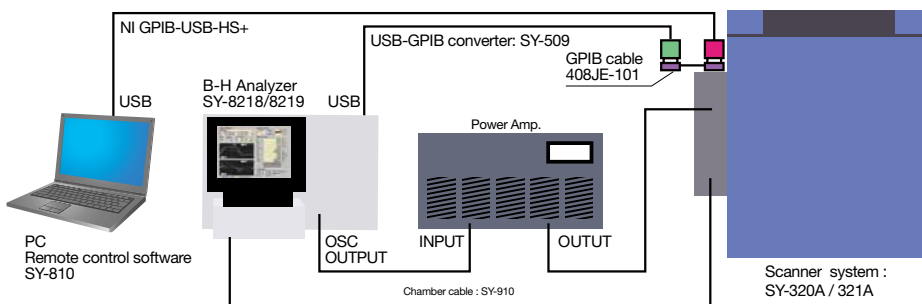 NI GPIB-USB-HS+
USB-GPIB converter: SY-509
GPIB cable
408JE-101
USB
B-H Analyzer
SY-8218/8219
USB
Power Amp.
PC
Remote control software
SY-810
OSC
OUTPUT
INPUT
OUTUT
Chamber cable : SY-910
Scanner system :
SY-320A / 321A